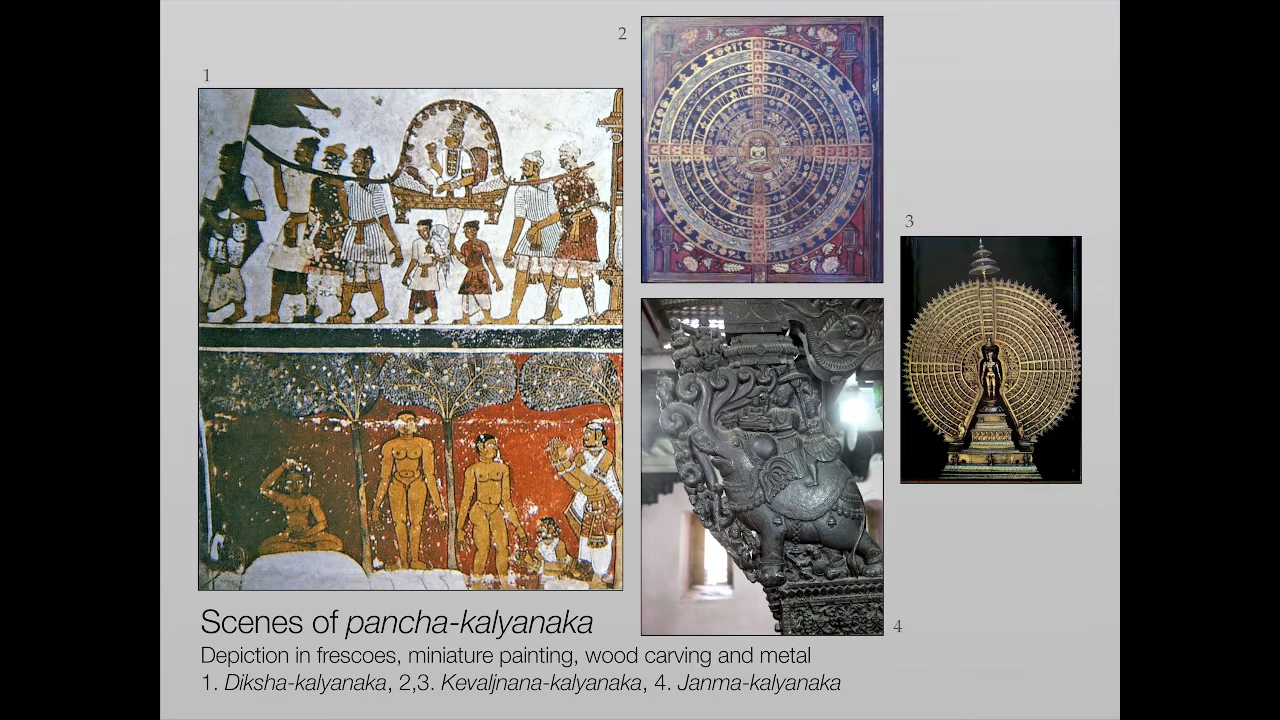 1
2
3
4
Scenes of pancha-kalyanaka
Depiction in frescoes, miniature painting, wood carving and metal
1. Diksha-kalyanaka, 2,3. Kevaljnana-kalyanaka, 4. Janma-kalyanaka